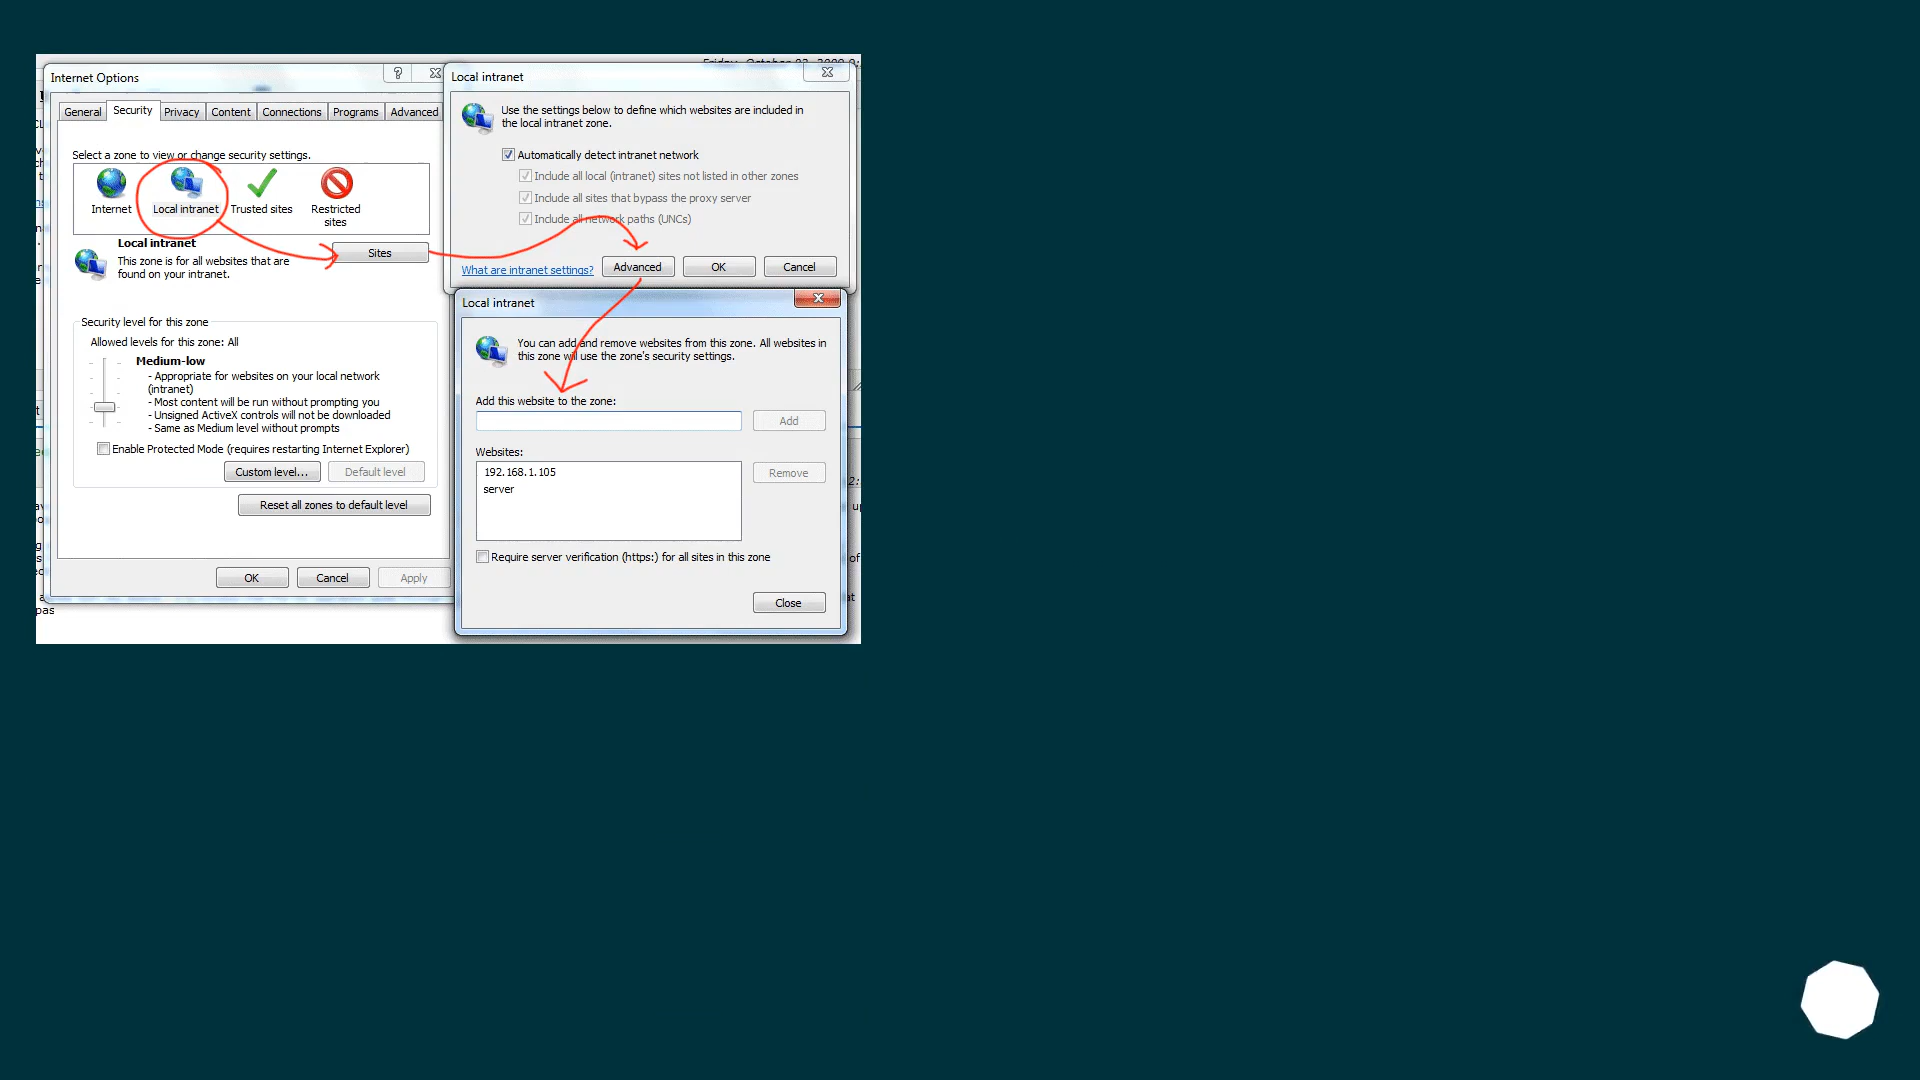 Internet Options
General Security Privacy Content Connections Programs Advanced
Select a zone to view or change security settings.
Internet
Local intranet
Trusted sites
Restricted
sites
Local intranet
This zone is for all websites that are
found on your intranet.
Sites
Security level for this zone
Allowed levels for this zone: All
Medium-low
- Appropriate for websites on your local network
(intranet)
- Most content will be run without prompting you
- Unsigned ActiveX controls will not be downloaded
- Same as Medium level without prompts
Enable Protected Mode (requires restarting Internet Explorer)
Custom level... Default level
Reset all zones to default level
OK Cancel Apply
pas
Local intranet
Use the settings below to define which websites are included in
the local intranet zone.
Automatically detect intranet network
Include all local (intranet) sites not listed in other zones
Include all sites that bypass the proxy server
Include all network paths (UNCs)
What are intranet settings? Advanced OK Cancel
Local intranet
You can add and remove websites from this zone. All websites in
this zone will use the zone's security settings.
Add this website to the zone:
Add
Websites:
192.168.1.105
server
Remove
Require server verification (https:) for all sites in this zone
Close
of
at